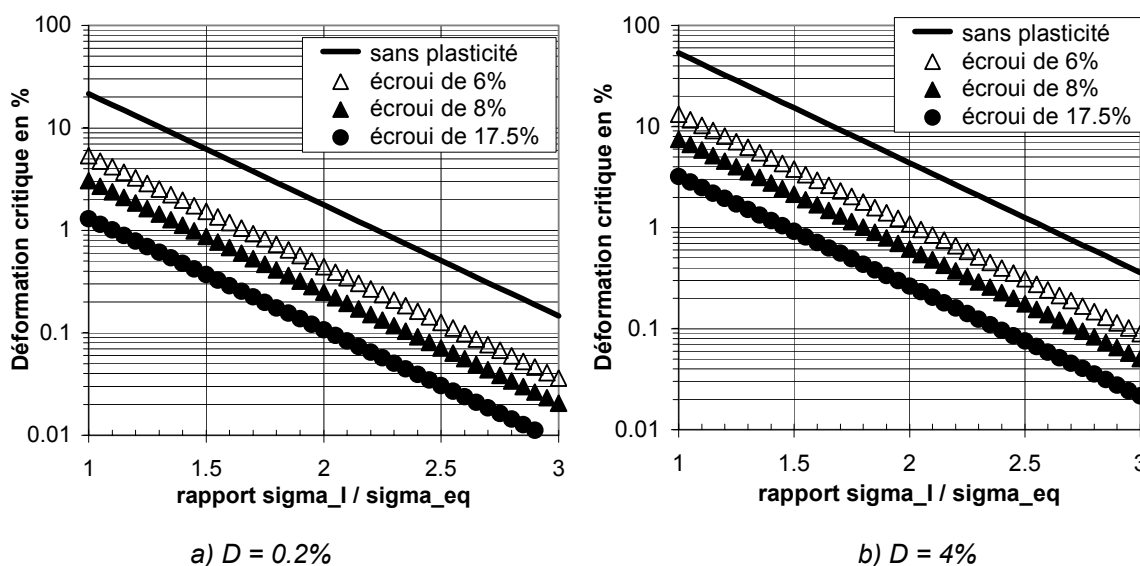 100
10
1
0.1
0.01
Déformation critique en %
sans plasticité
écroui de 6%
écroui de 8%
écroui de 17.5%
1
1.5
2
2.5
3
rapport sigma_I / sigma_eq
a) D = 0.2%
100
10
1
0.1
0.01
Déformation critique en %
sans plasticité
écroui de 6%
écroui de 8%
écroui de 17.5%
1
1.5
2
2.5
3
rapport sigma_I / sigma_eq
b) D = 4%